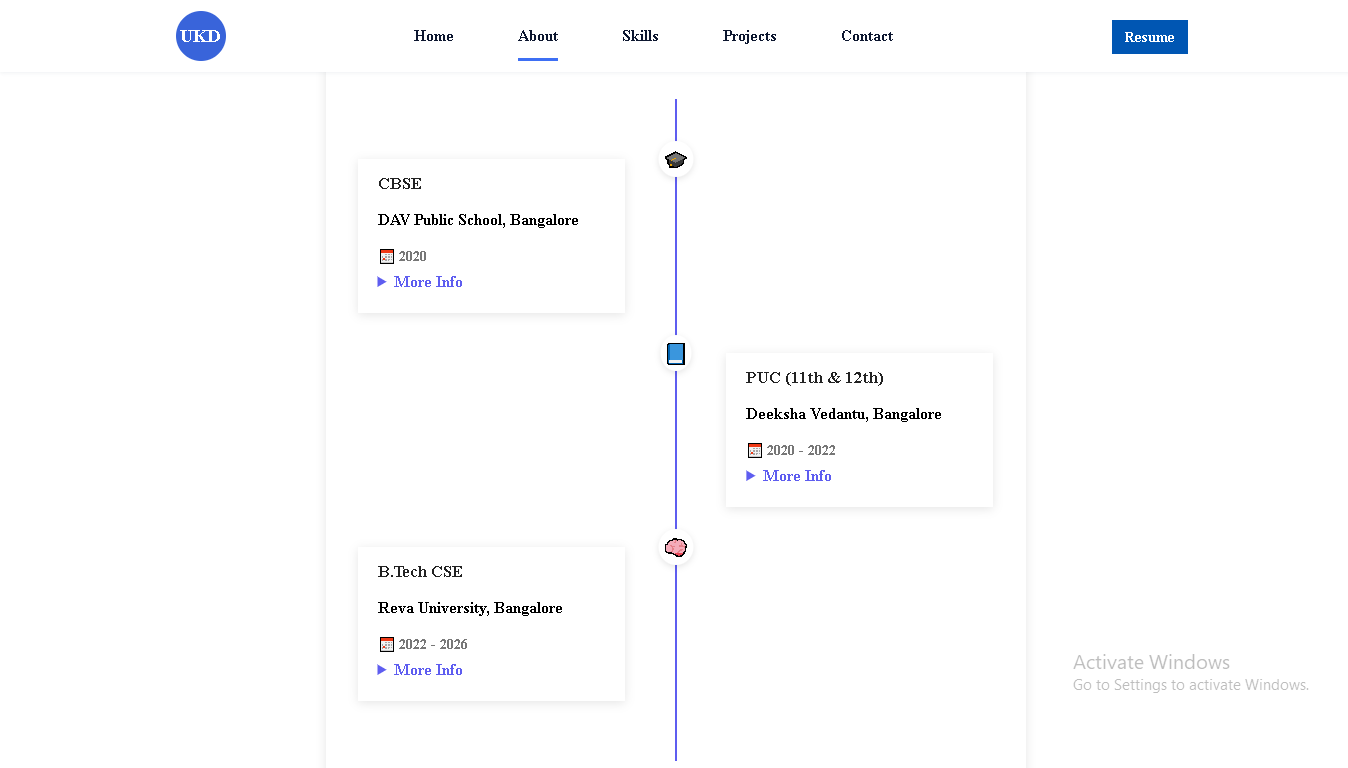 UKD
Home
About
Skills
Projects
Contact
Resume
CBSE
DAV Public School, Bangalore
2020
More Info
PUC (11th & 12th)
Deeksha Vedantu, Bangalore
2020 - 2022
More Info
B.Tech CSE
Reva University, Bangalore
2022 - 2026
More Info
Activate Windows
Go to Settings to activate Windows.